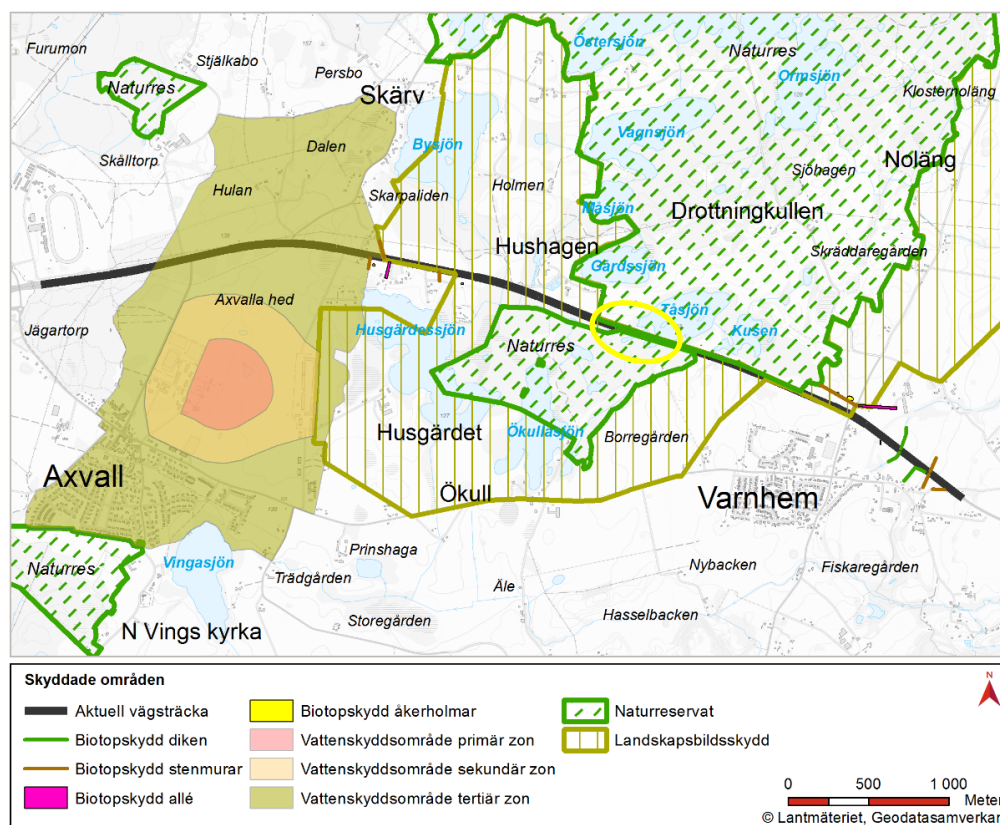 Furumon
Stjälkabo
Persbo
Östersjön
Naturres
Ormsjön
Naturres
Skärv
Klosternoläng
Bysjön
Vagnsjön
Dalen
Noläng
Skålltorp
Sjöhagen
Hulan
Skarpaliden
Holmen
Måsjön
Drottningkullen
Hushagen
Skräddaregården
Gårdssjön
Axvalla hed
Tåsjön
Jägartorp
Husgärdessjön
Kusen
Naturres
Husgärdet
Ökullasjön
Borregården
Axvall
Ökull
Varnhem
Prinshaga
Naturres
Vingasjön
Trädgården
Äle
Nybacken
Fiskaregården
Storegården
Hasselbacken
N Vings kyrka
Skyddade områden
Aktuell vägsträcka
Biotopskydd diken
Biotopskydd stenmurar
Biotopskydd allé
Biotopskydd åkerholmar
Vattenskyddsområde primär zon
Vattenskyddsområde sekundär zon
Vattenskyddsområde tertiär zon
Naturreservat
Landskapsbildsskydd
N
0 500 1 000
Meter
© Lantmäteriet, Geodatasamverkan